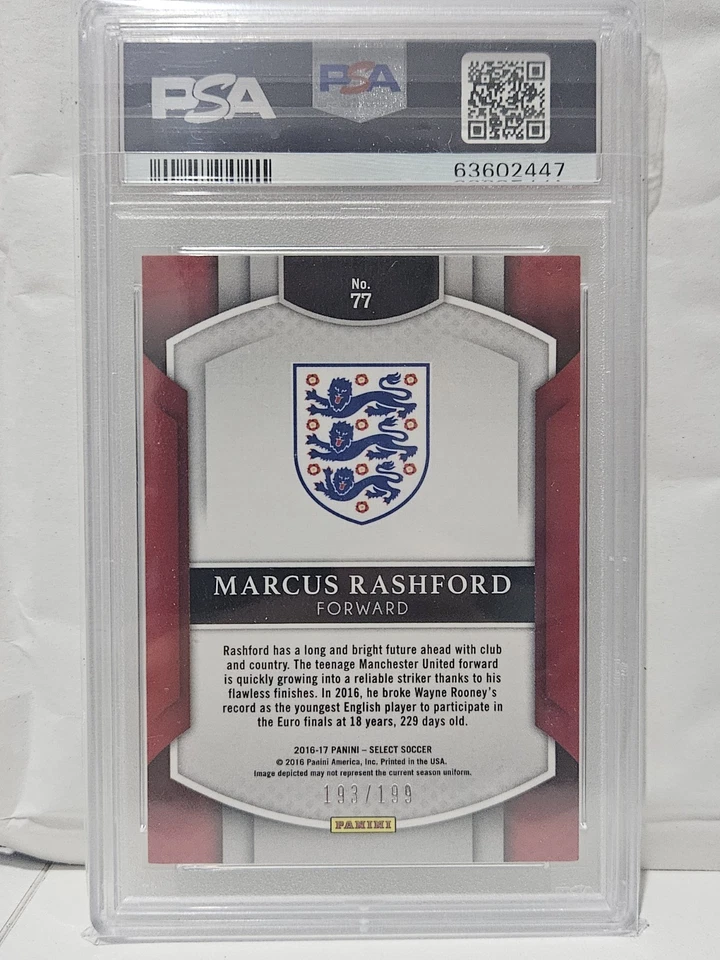 PSA
PSA
63602447
No.
77
MARCUS RASHFORD
FORWARD
Rashford has a long and bright future ahead with club
and country. The teenage Manchester United forward
is quickly growing into a reliable striker thanks to his
flawless finishes. In 2016, he broke Wayne Rooney's
record as the youngest English player to participate in
the Euro finals at 18 years, 229 days old.
2016-17 PANINI – SELECT SOCCER
© 2016 Panini America, Inc. Printed in the USA.
Image depicted may not represent the current season uniform.
193/199
PANINI